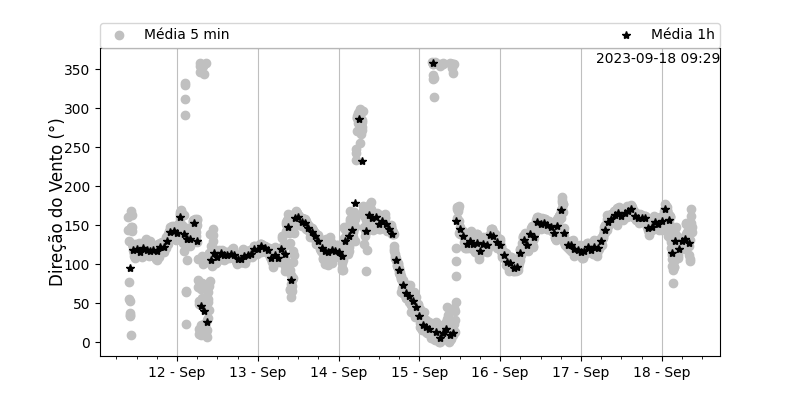 Média 5 min
Média 1h
2023-09-18 09:29
Direção do Vento (°)
350
300
250
200
150
100
50
0
12 - Sep
13 - Sep
14 - Sep
15 - Sep
16 - Sep
17 - Sep
18 - Sep